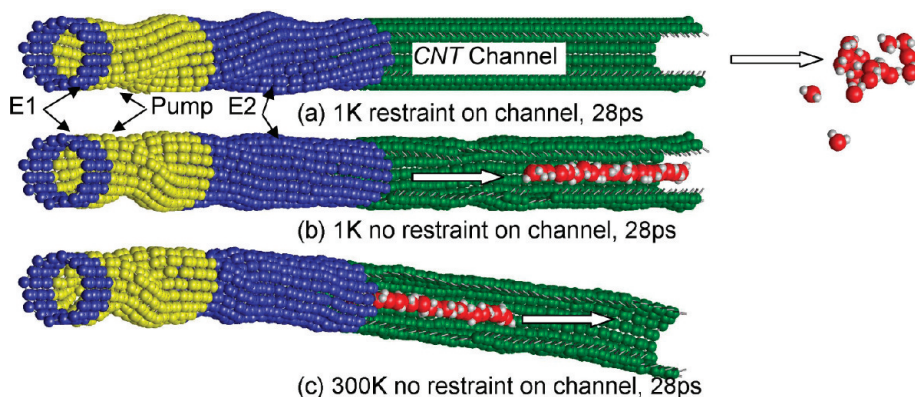 CNT Channel
E1
Pump
E2
(a) 1K restraint on channel, 28ps
(b) 1K no restraint on channel, 28ps
(c) 300K no restraint on channel, 28ps